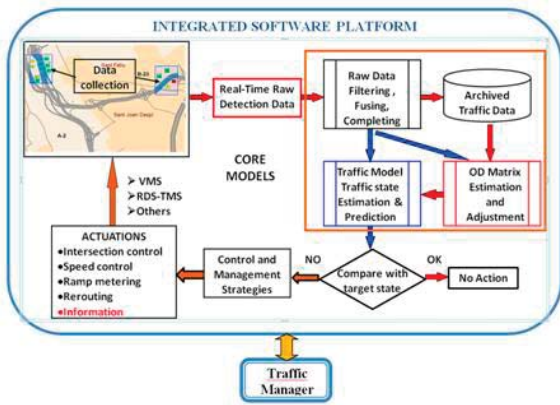 INTEGRATED SOFTWARE PLATFORM
Data
collection
A-2
Real-Time Raw
Detection Data
Raw Data
Filtering ,
Fusing,
Completing
Archived
Traffic Data
CORE
MODELS
VMS
RDS-TMS
Others
Traffic Model
Traffic state
Estimation &
Prediction
OD Matrix
Estimation
and
Adjustment
ACTUATIONS
●Intersection control
●Speed control
●Ramp metering
●Rerouting
●Information
Control and
Management
Strategies
NO
Compare with
target state
OK
No Action
Traffic
Manager